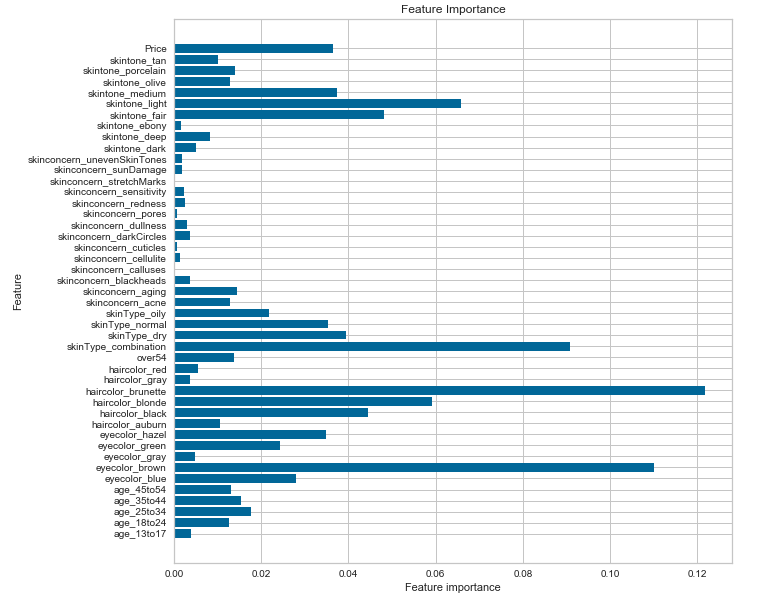 Feature Importance
Price
skintone_tan
skintone_porcelain
skintone_olive
skintone_medium
skintone_light
skintone_fair
skintone_ebony
skintone_deep
skintone_dark
skinconcern_unevenSkinTones
skinconcern_sunDamage
skinconcern_stretchMarks
skinconcern_sensitivity
skinconcern_redness
skinconcern_pores
skinconcern_dullness
skinconcern_darkCircles
skinconcern_cuticles
skinconcern_cellulite
skinconcern_calluses
skinconcern_blackheads
skinconcern_aging
skinconcern_acne
skinType_oily
skinType_normal
skinType_dry
skinType_combination
over54
haircolor_red
haircolor_gray
haircolor_brunette
haircolor_blonde
haircolor_black
haircolor_auburn
eyecolor_hazel
eyecolor_green
eyecolor_gray
eyecolor_brown
eyecolor_blue
age_45to54
age_35to44
age_25to34
age_18to24
age_13to17
Feature
0.00 0.02 0.04 0.06 0.08 0.10 0.12
Feature importance